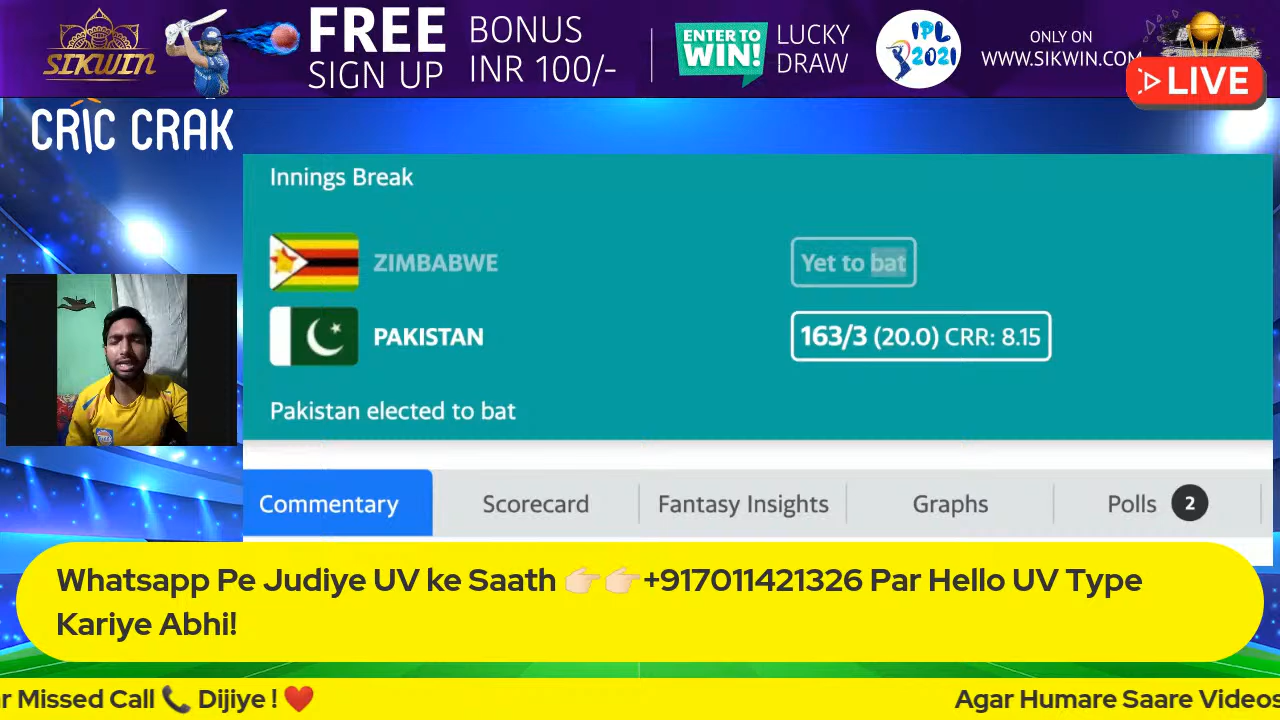 SIKWIN
FREE
SIGN UP
BONUS
INR 100/-
ENTER TO
WIN!
LUCKY
DRAW
IPL
2021
ONLY ON
WWW.SIKWIN.COM
LIVE
CRIC CRAK
Innings Break
ZIMBABWE
Yet to bat
PAKISTAN
163/3 (20.0) CRR: 8.15
Pakistan elected to bat
Commentary
Scorecard
Fantasy Insights
Graphs
Polls 2
Whatsapp Pe Judiye UV ke Saath 👉🏻👉🏻+917011421326 Par Hello UV Type
Kariye Abhi!
r Missed Call 📞 Dijiye ! ❤️
Agar Humare Saare Videos